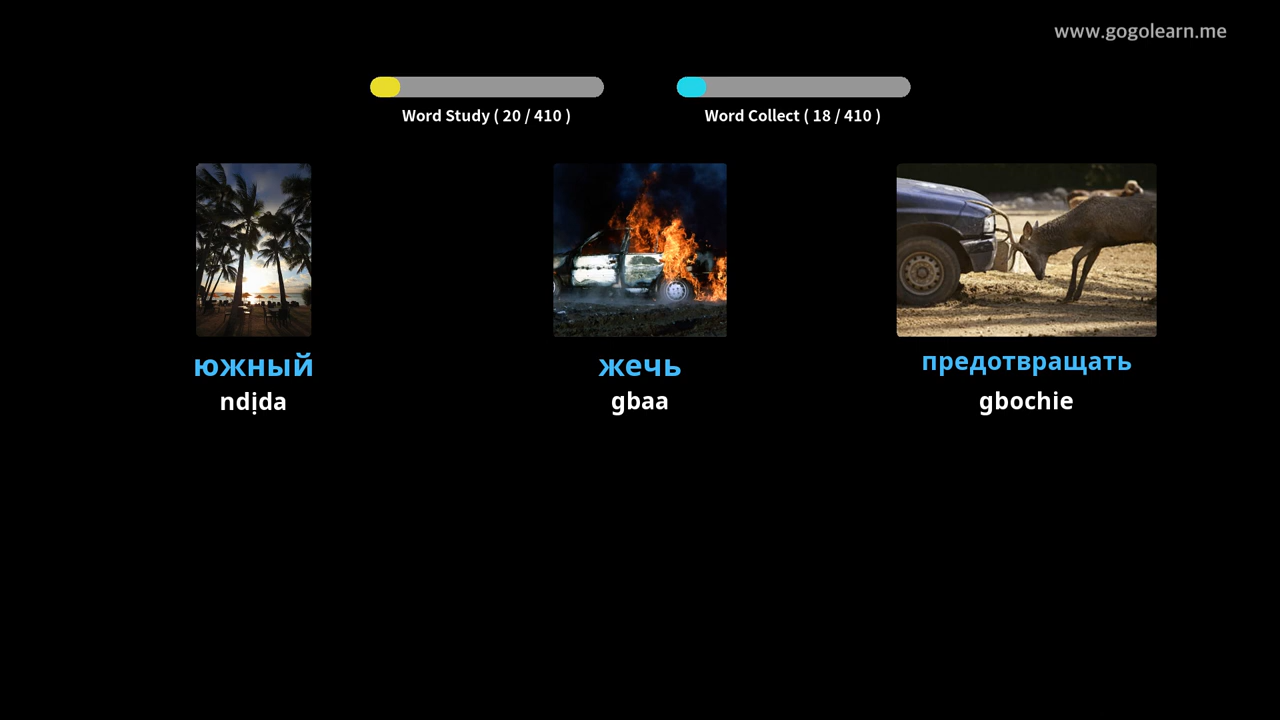 www.gogolearn.me
Word Study ( 20 / 410 )
Word Collect ( 18 / 410 )
южный
жечь
предотвращать
ndịda
gbaa
gbochie